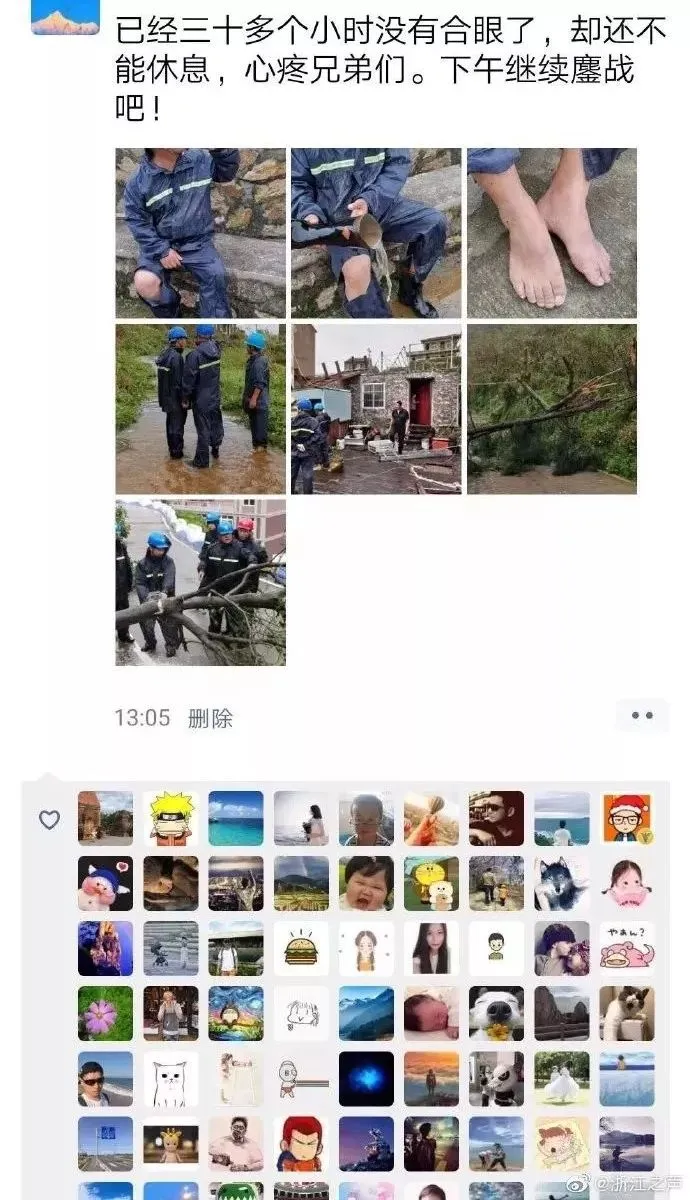 已经三十多个小时没有合眼了，却还不
能休息，心疼兄弟们。下午继续鏖战
吧！
13:05 删除
やぁん？
@浙江之声